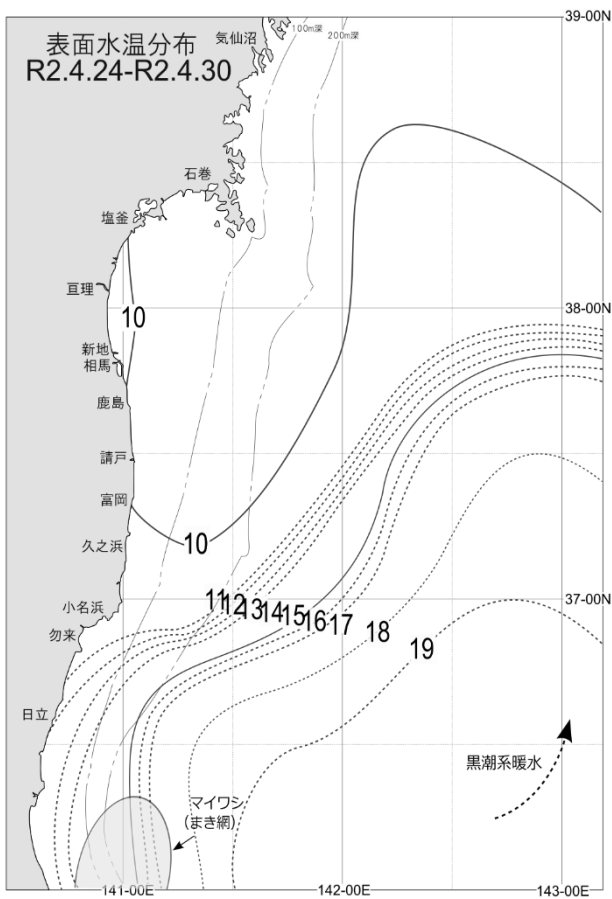 表面水温分布
R2.4.24-R2.4.30
気仙沼
100m深
200m深
39-00N
石巻
塩釜
亘理
10
38-00N
新地
相馬
鹿島
請戸
富岡
久之浜
10
小名浜
勿来
11
12
13
14
15
16
17
18
19
37-00N
日立
黒潮系暖水
マイワシ
(まき網)
141-00E
142-00E
143-00E